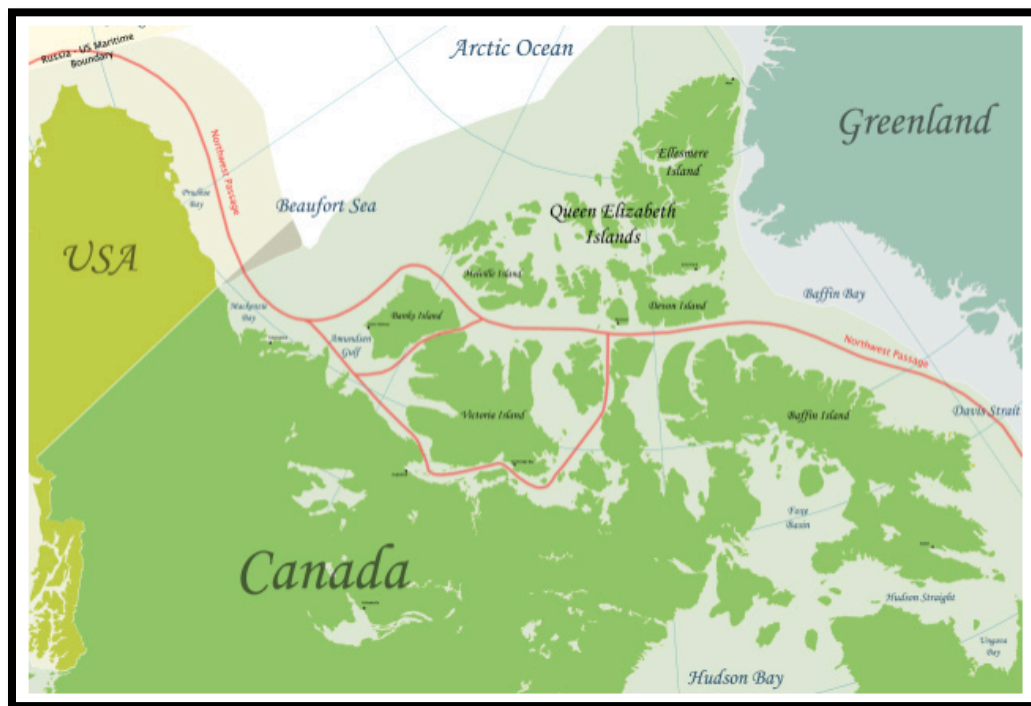 Arctic Ocean
Russia - US Maritime
Boundary
Greenland
Northwest Passage
Ellesmere
Island
Prudhoe
Bay
Beaufort Sea
Queen Elizabeth
Islands
USA
Melville Island
Baffin Bay
Mackenzie
Bay
Banks Island
Devon Island
Amundsen
Gulf
Northwest Passage
Victoria Island
Baffin Island
Davis Strait
Foxe
Basin
Canada
Hudson Straight
Ungava
Bay
Hudson Bay